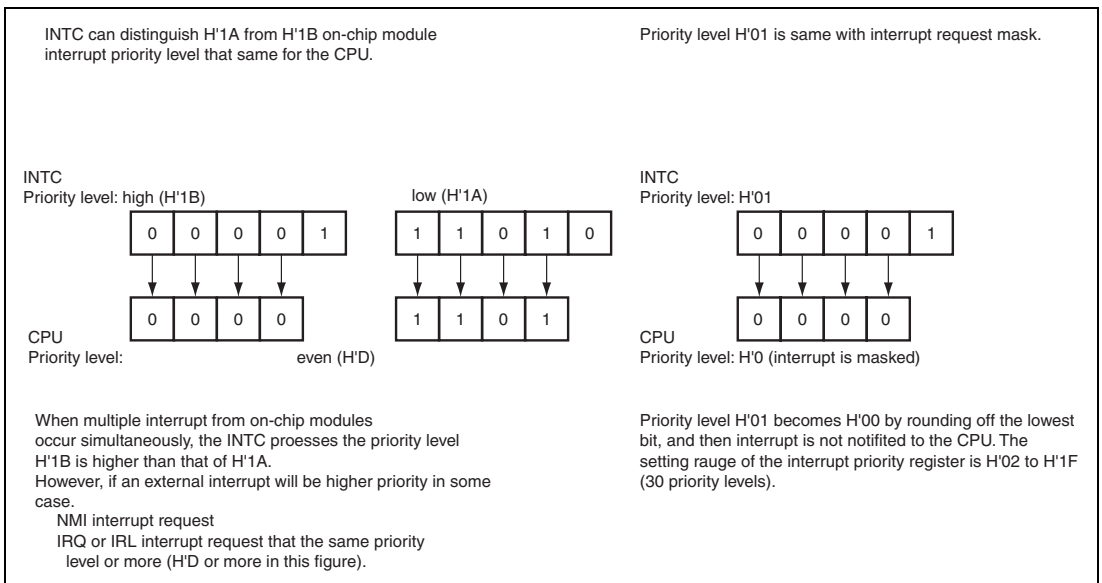 INTC can distinguish H'1A from H'1B on-chip module
interrupt priority level that same for the CPU.
Priority level H'01 is same with interrupt request mask.
INTC
Priority level: high (H'1B)
low (H'1A)
0 0 0 0 1
1 1 0 1 0
0 0 0 0
1 1 0 1
CPU
Priority level:
even (H'D)
INTC
Priority level: H'01
0 0 0 0 1
0 0 0 0
CPU
Priority level: H'0 (interrupt is masked)
When multiple interrupt from on-chip modules
occur simultaneously, the INTC proesses the priority level
H'1B is higher than that of H'1A.
However, if an external interrupt will be higher priority in some
case.
NMI interrupt request
IRQ or IRL interrupt request that the same priority
level or more (H'D or more in this figure).
Priority level H'01 becomes H'00 by rounding off the lowest
bit, and then interrupt is not notifited to the CPU. The
setting rauge of the interrupt priority register is H'02 to H'1F
(30 priority levels).